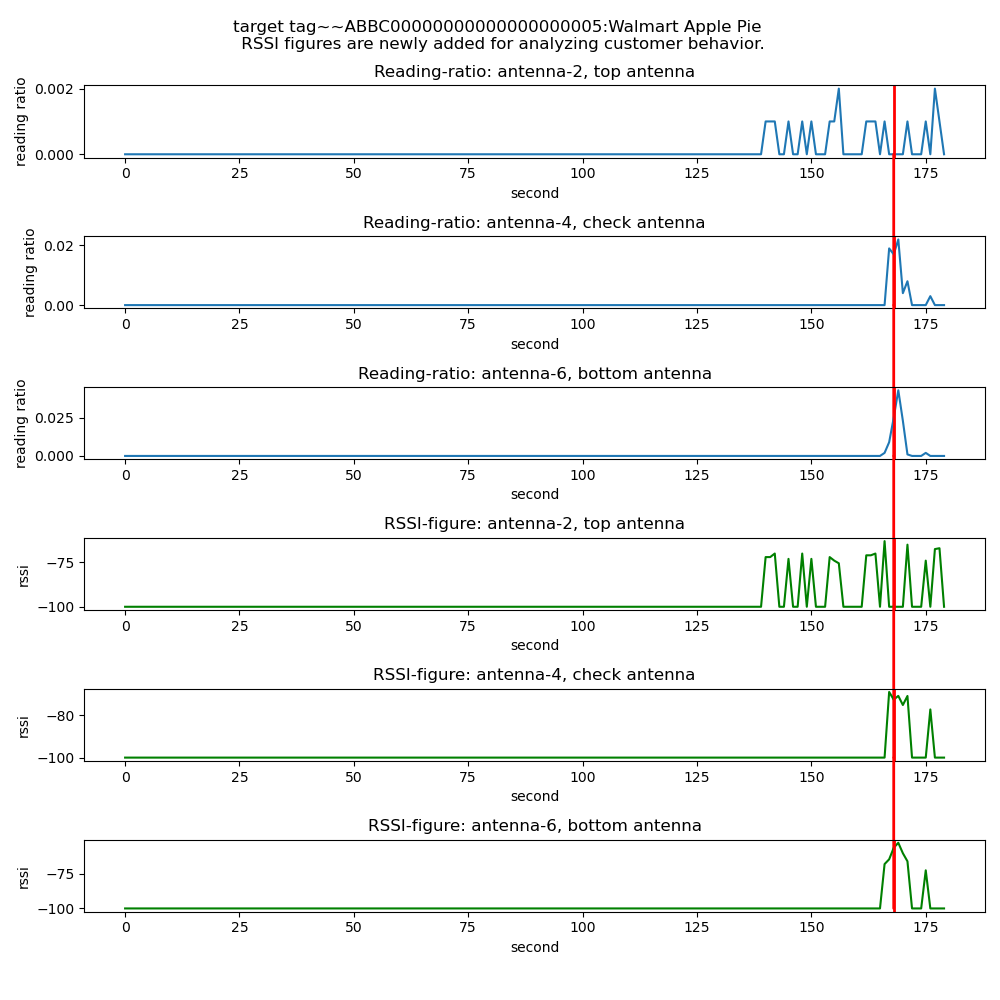 target tag~~ABBC00000000000000000005:Walmart Apple Pie
RSSI figures are newly added for analyzing customer behavior.
Reading-ratio: antenna-2, top antenna
reading ratio
0.002
0.000
0 25 50 75 100 125 150 175
second
Reading-ratio: antenna-4, check antenna
reading ratio
0.02
0.00
0 25 50 75 100 125 150 175
second
Reading-ratio: antenna-6, bottom antenna
reading ratio
0.025
0.000
0 25 50 75 100 125 150 175
second
RSSI-figure: antenna-2, top antenna
rssi
−75
−100
0 25 50 75 100 125 150 175
second
RSSI-figure: antenna-4, check antenna
rssi
−80
−100
0 25 50 75 100 125 150 175
second
RSSI-figure: antenna-6, bottom antenna
rssi
−75
−100
0 25 50 75 100 125 150 175
second